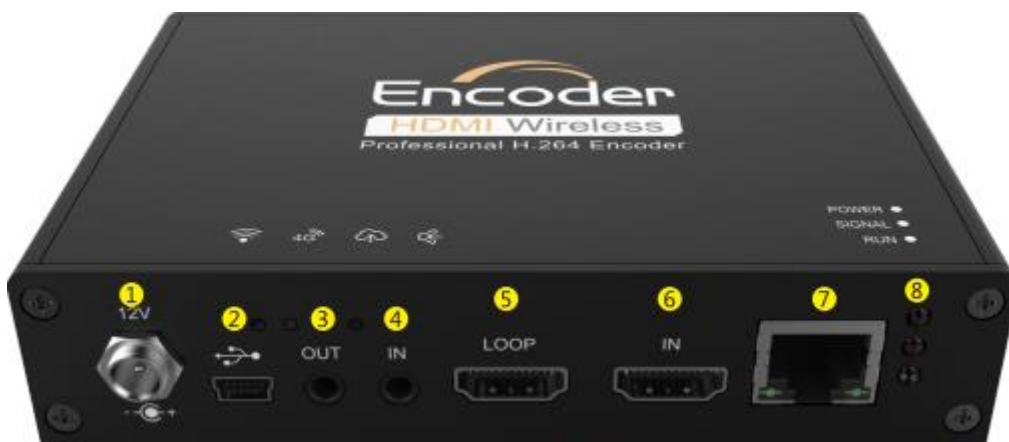 Encoder
HDMI Wireless
Professional H.264 Encoder
POWER
SIGNAL
RUN
4G
1
2
3
4
5
6
7
8
12V
OUT
IN
LOOP
IN
- +